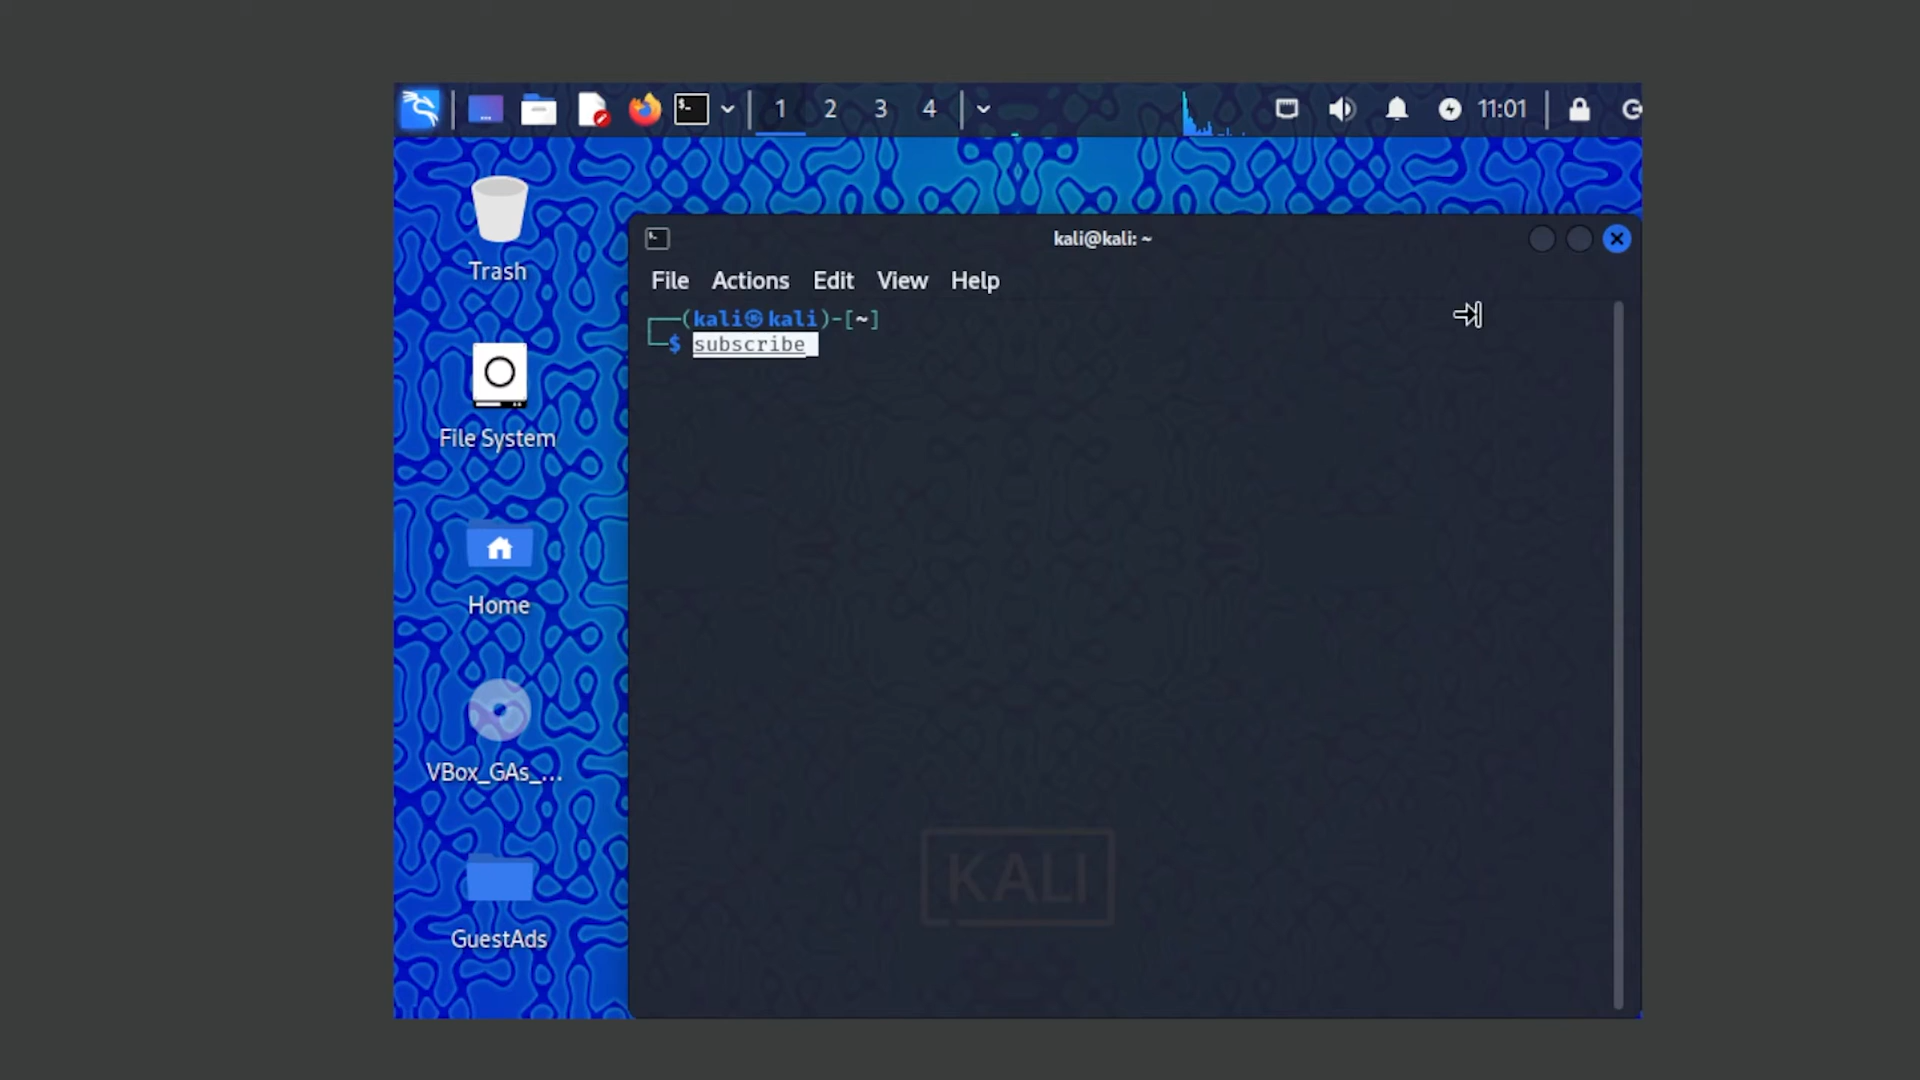 1 2 3 4 11:01
Trash
File System
Home
VBox_GAs_...
GuestAds
kali@kali: ~
File Actions Edit View Help
(kali㉿kali)-[~]
$ subscribe
KALI